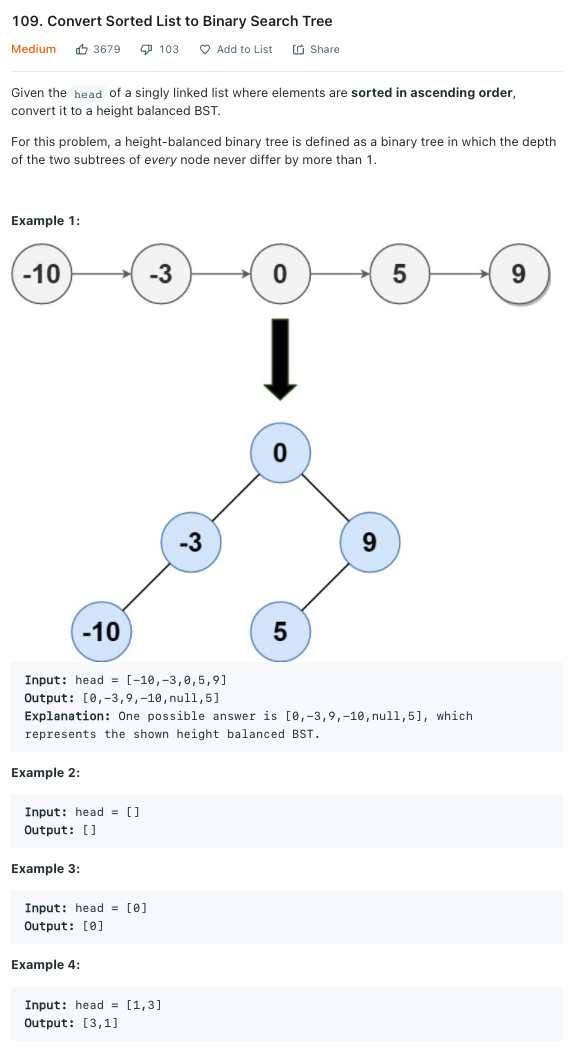 109. Convert Sorted List to Binary Search Tree
Medium 3679 103 Add to List Share
Given the head of a singly linked list where elements are sorted in ascending order,
convert it to a height balanced BST.
For this problem, a height-balanced binary tree is defined as a binary tree in which the depth
of the two subtrees of every node never differ by more than 1.
Example 1:
-10 -3 0 5 9
0
-3 9
-10 5
Input: head = [-10,-3,0,5,9]
Output: [0,-3,9,-10,null,5]
Explanation: One possible answer is [0,-3,9,-10,null,5], which
represents the shown height balanced BST.
Example 2:
Input: head = []
Output: []
Example 3:
Input: head = [0]
Output: [0]
Example 4:
Input: head = [1,3]
Output: [3,1]